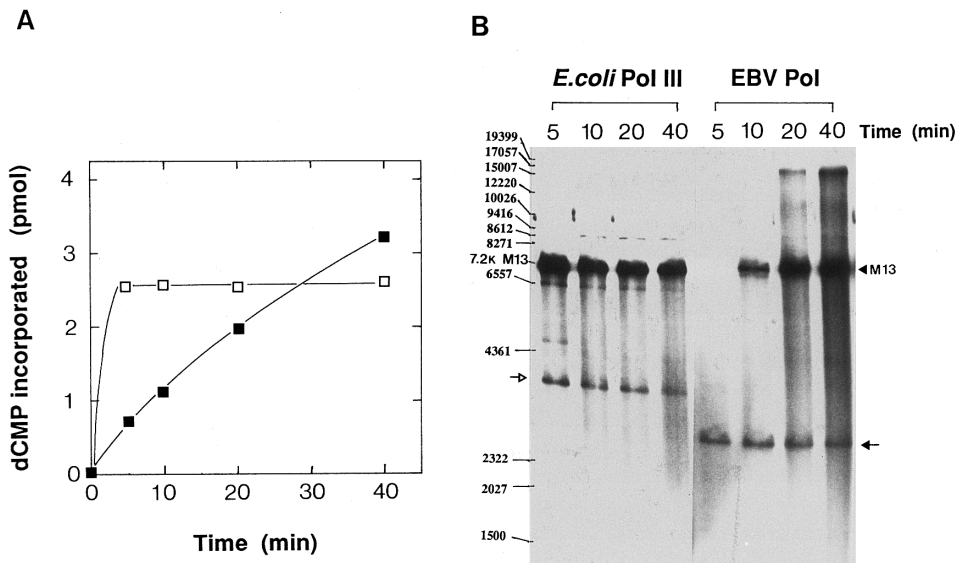 A
dCMP incorporated (pmol)
4
3
2
1
0
0 10 20 30 40
Time (min)
B
E.coli Pol III EBV Pol
5 10 20 40 5 10 20 40 Time (min)
19399
17057
15007
12220
10026
9416
8612
8271
7.2K M13
6557
M13
4361
2322
2027
1500